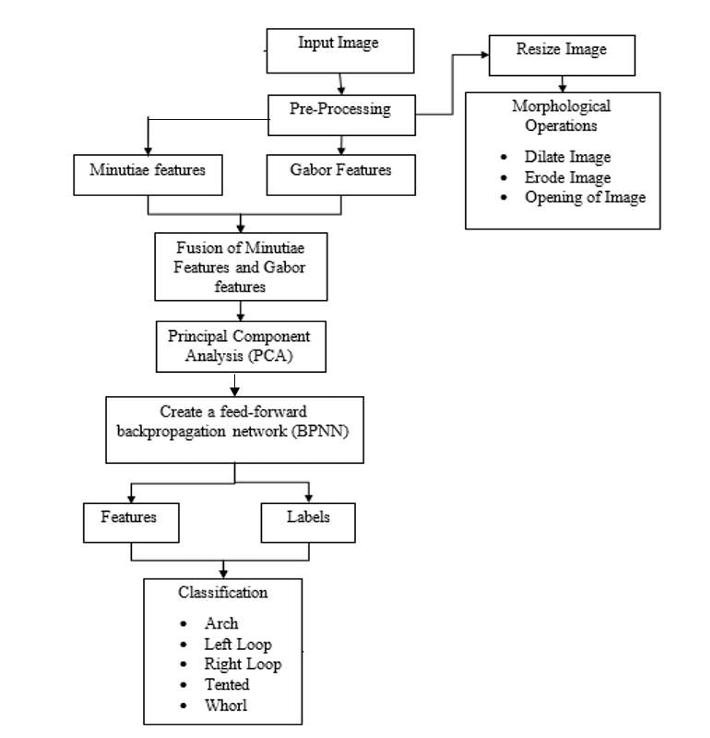 Input Image
Resize Image
Pre-Processing
Morphological
Operations
• Dilate Image
• Erode Image
• Opening of Image
Minutiae features
Gabor Features
Fusion of Minutiae
Features and Gabor
features
Principal Component
Analysis (PCA)
Create a feed-forward
backpropagation network (BPNN)
Features
Labels
Classification
• Arch
• Left Loop
• Right Loop
• Tented
• Whorl